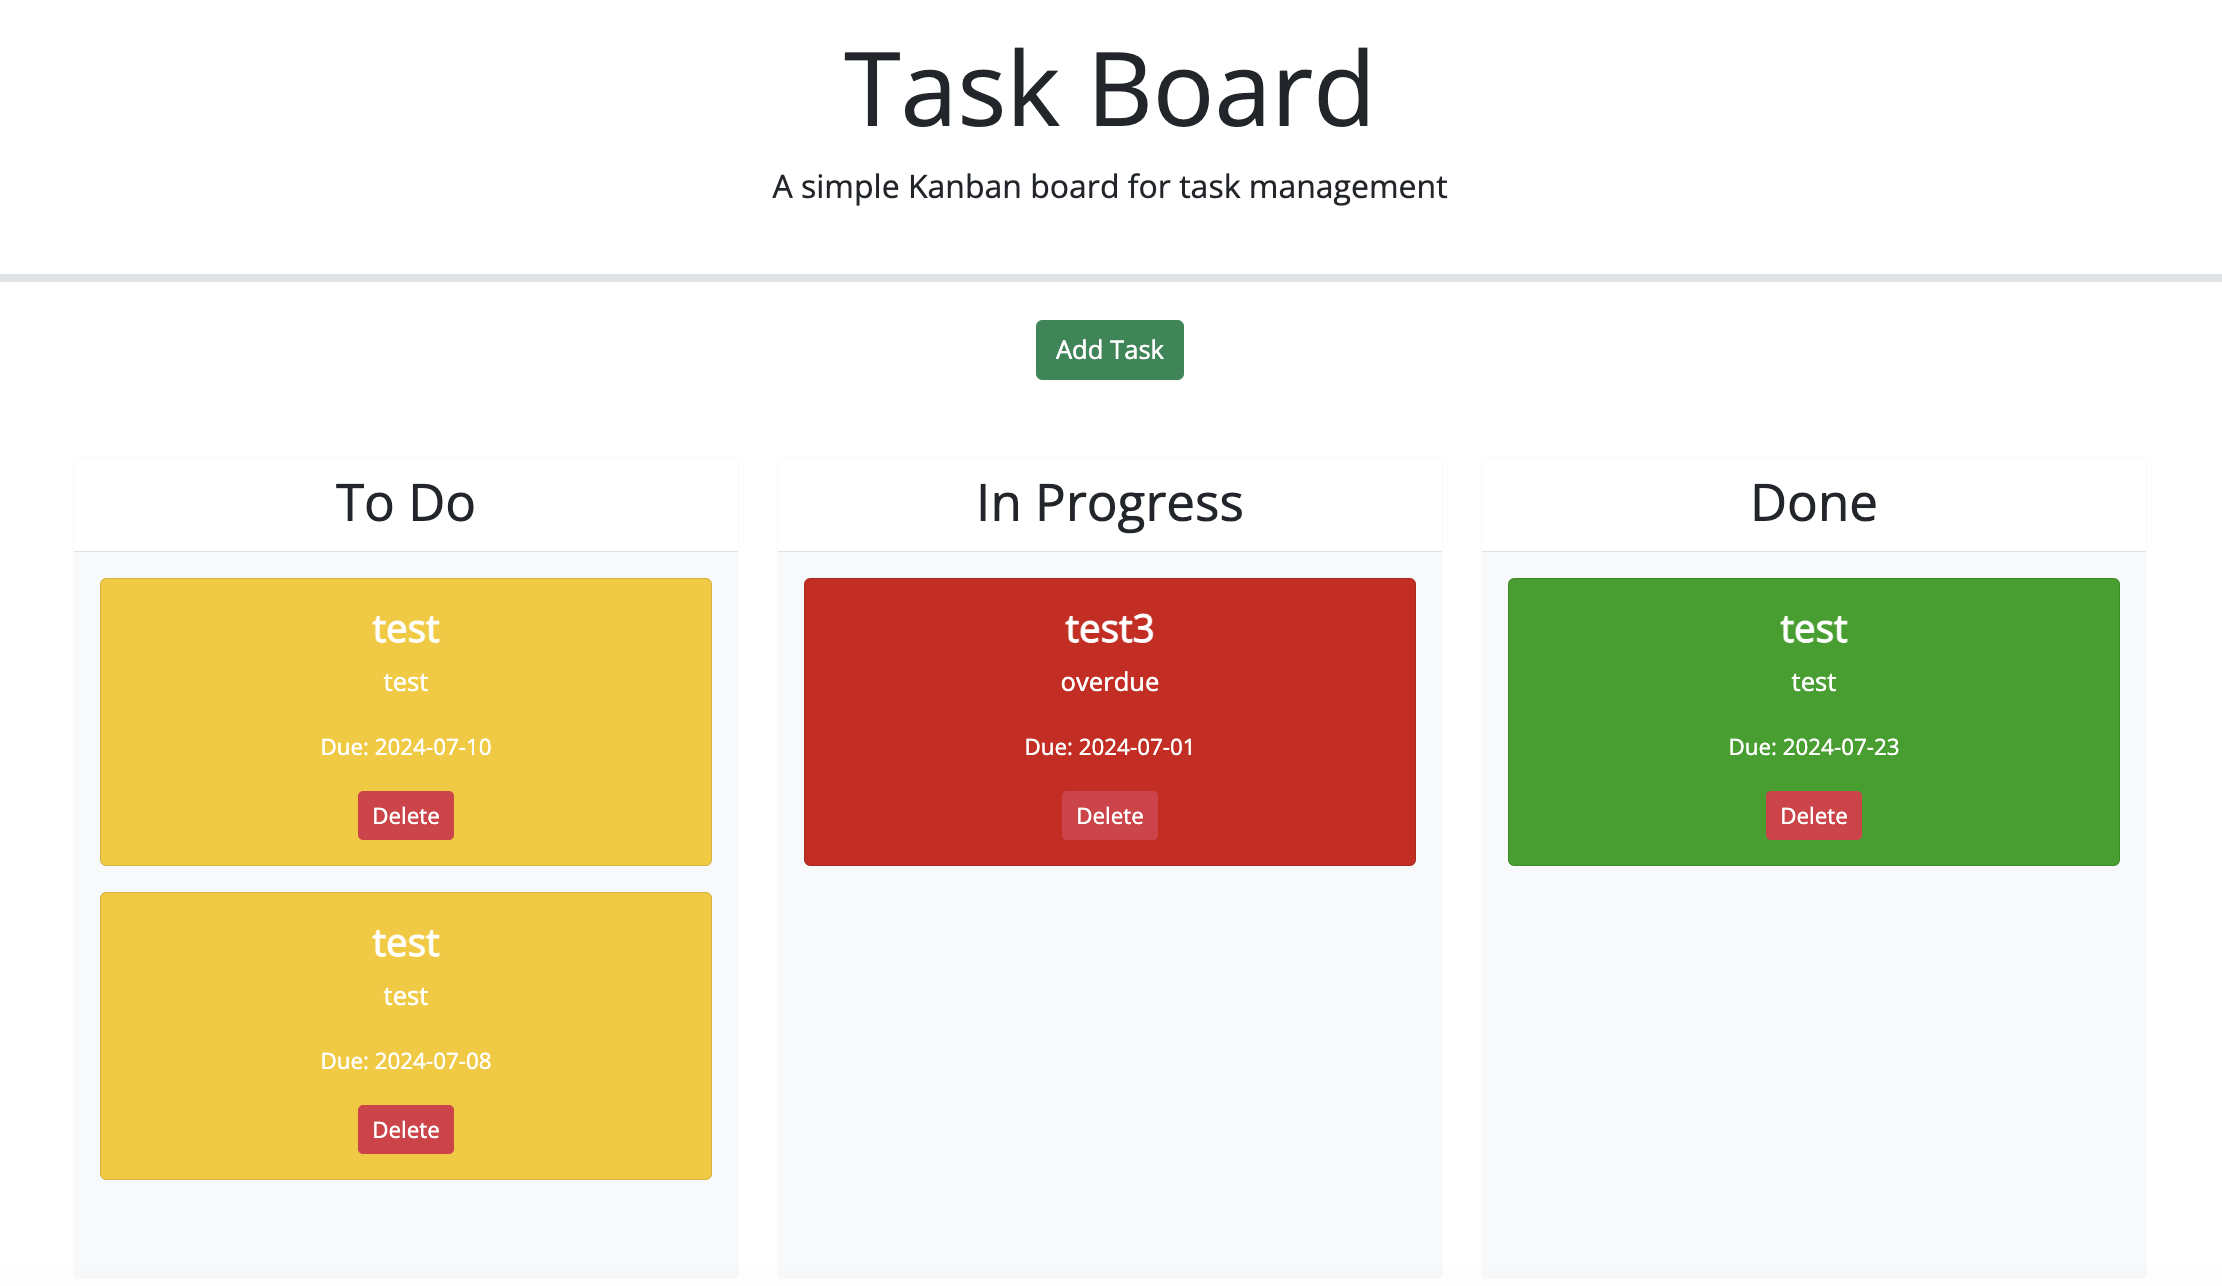 Task Board
A simple Kanban board for task management
Add Task
To Do
test
test
Due: 2024-07-10
Delete
test
test
Due: 2024-07-08
Delete
In Progress
test3
overdue
Due: 2024-07-01
Delete
Done
test
test
Due: 2024-07-23
Delete